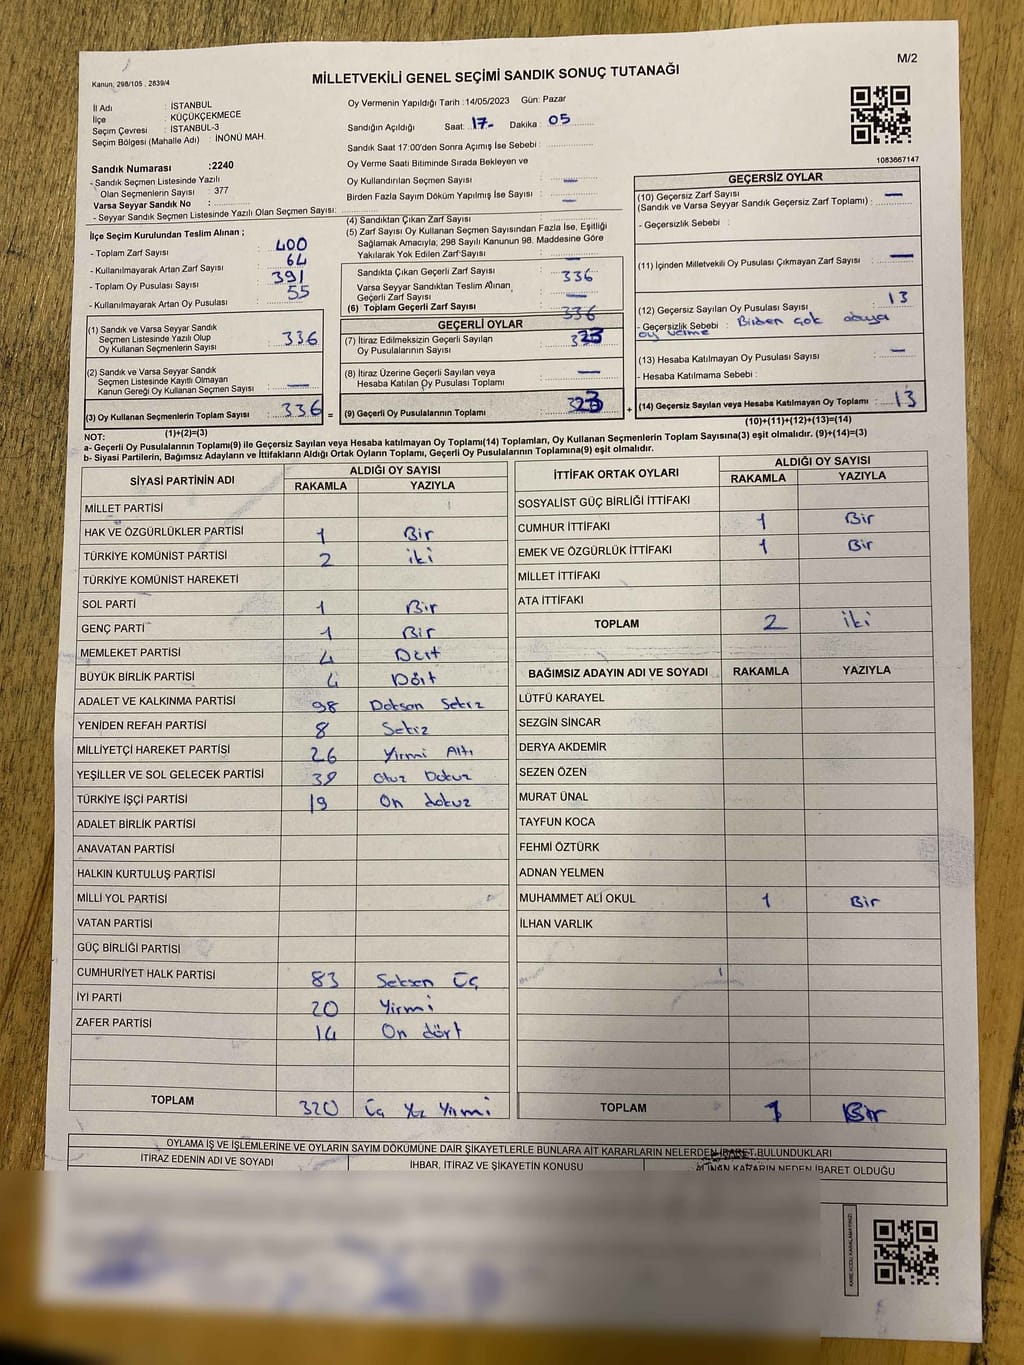 M/2
Kanun, 298/105 , 2839/4
MİLLETVEKİLİ GENEL SEÇİMİ SANDIK SONUÇ TUTANAĞI
İl Adı : İSTANBUL
İlçe : KÜÇÜKÇEKMECE
Seçim Çevresi : İSTANBUL-3
Seçim Bölgesi (Mahalle Adı) : İNÖNÜ MAH.
Sandık Numarası :2240
- Sandık Seçmen Listesinde Yazılı
Olan Seçmenlerin Sayısı : 377
Varsa Seyyar Sandık No :
- Seyyar Sandık Seçmen Listesinde Yazılı Olan Seçmen Sayısı:
Oy Vermenin Yapıldığı Tarih :14/05/2023 Gün: Pazar
Sandığın Açıldığı Saat: 17- Dakika : 05
Sandık Saat 17:00'den Sonra Açımış İse Sebebi :
Oy Verme Saati Bitiminde Sırada Bekleyen ve
Oy Kullandırılan Seçmen Sayısı : —
Birden Fazla Sayım Döküm Yapılmış İse Sayısı : —
(4) Sandıktan Çıkan Zarf Sayısı :
(5) Zarf Sayısı Oy Kullanan Seçmen Sayısından Fazla İse, Eşitliği
Sağlamak Amacıyla; 298 Sayılı Kanunun 98. Maddesine Göre
Yakılarak Yok Edilen Zarf Sayısı : —
1083667147
İlçe Seçim Kurulundan Teslim Alınan ;
- Toplam Zarf Sayısı : 400
- Kullanılmayarak Artan Zarf Sayısı : 64
- Toplam Oy Pusulası Sayısı : 391
- Kullanılmayarak Artan Oy Pusulası : 55
(1) Sandık ve Varsa Seyyar Sandık
Seçmen Listesinde Yazılı Olup
Oy Kullanan Seçmenlerin Sayısı : 336
(2) Sandık ve Varsa Seyyar Sandık
Seçmen Listesinde Kayıtlı Olmayan
Kanun Gereği Oy Kullanan Seçmen Sayısı : —
(3) Oy Kullanan Seçmenlerin Toplam Sayısı : 336 =
(1)+(2)=(3)
Sandıkta Çıkan Geçerli Zarf Sayısı : 336
Varsa Seyyar Sandıktan Teslim Alınan
Geçerli Zarf Sayısı : —
(6) Toplam Geçerli Zarf Sayısı : 336
GEÇERLİ OYLAR
(7) İtiraz Edilmeksizin Geçerli Sayılan
Oy Pusulalarının Sayısı : 323
(8) İtiraz Üzerine Geçerli Sayılan veya
Hesaba Katılan Oy Pusulası Toplamı : —
(9) Geçerli Oy Pusulalarının Toplamı : 323 +
GEÇERSİZ OYLAR
(10) Geçersiz Zarf Sayısı
(Sandık ve Varsa Seyyar Sandık Geçersiz Zarf Toplamı) : —
- Geçersizlik Sebebi :
(11) İçinden Milletvekili Oy Pusulası Çıkmayan Zarf Sayısı : —
(12) Geçersiz Sayılan Oy Pusulası Sayısı : 13
- Geçersizlik Sebebi : Birden çok adaya
oy verme
(13) Hesaba Katılmayan Oy Pusulası Sayısı : —
- Hesaba Katılmama Sebebi :
(14) Geçersiz Sayılan veya Hesaba Katılmayan Oy Toplamı : 13
(10)+(11)+(12)+(13)=(14)
NOT:
a- Geçerli Oy Pusulalarının Toplamı(9) ile Geçersiz Sayılan veya Hesaba katılmayan Oy Toplamı(14) Toplamları, Oy Kullanan Seçmenlerin Toplam Sayısına(3) eşit olmalıdır. (9)+(14)=(3)
b- Siyasi Partilerin, Bağımsız Adayların ve İttifakların Aldığı Ortak Oyların Toplamı, Geçerli Oy Pusulalarının Toplamına(9) eşit olmalıdır.
SİYASİ PARTİNİN ADI ALDIĞI OY SAYISI
RAKAMLA YAZIYLA
MİLLET PARTİSİ
HAK VE ÖZGÜRLÜKLER PARTİSİ 1 Bir
TÜRKİYE KOMÜNİST PARTİSİ 2 iki
TÜRKİYE KOMÜNİST HAREKETİ
SOL PARTİ 1 Bir
GENÇ PARTİ 1 Bir
MEMLEKET PARTİSİ 4 Dört
BÜYÜK BİRLİK PARTİSİ 4 Dört
ADALET VE KALKINMA PARTİSİ 98 Doksan Sekiz
YENİDEN REFAH PARTİSİ 8 Sekiz
MİLLİYETÇİ HAREKET PARTİSİ 26 Yirmi Altı
YEŞİLLER VE SOL GELECEK PARTİSİ 39 Otuz Dokuz
TÜRKİYE İŞÇİ PARTİSİ 19 On dokuz
ADALET BİRLİK PARTİSİ
ANAVATAN PARTİSİ
HALKIN KURTULUŞ PARTİSİ
MİLLİ YOL PARTİSİ
VATAN PARTİSİ
GÜÇ BİRLİĞİ PARTİSİ
CUMHURİYET HALK PARTİSİ 83 Seksen Üç
İYİ PARTİ 20 Yirmi
ZAFER PARTİSİ 14 On dört
TOPLAM 320 Üç Yüz Yirmi
İTTİFAK ORTAK OYLARI ALDIĞI OY SAYISI
RAKAMLA YAZIYLA
SOSYALİST GÜÇ BİRLİĞİ İTTİFAKI
CUMHUR İTTİFAKI 1 Bir
EMEK VE ÖZGÜRLÜK İTTİFAKI 1 Bir
MİLLET İTTİFAKI
ATA İTTİFAKI
TOPLAM 2 iki
BAĞIMSIZ ADAYIN ADI VE SOYADI RAKAMLA YAZIYLA
LÜTFÜ KARAYEL
SEZGİN SİNCAR
DERYA AKDEMİR
SEZEN ÖZEN
MURAT ÜNAL
TAYFUN KOCA
FEHMİ ÖZTÜRK
ADNAN YELMEN
MUHAMMET ALİ OKUL 1 Bir
İLHAN VARLIK
TOPLAM 1 Bir
OYLAMA İŞ VE İŞLEMLERİNE VE OYLARIN SAYIM DÖKÜMÜNE DAİR ŞİKAYETLERLE BUNLARA AİT KARARLARIN NELERDEN İBARET BULUNDUKLARI
İTİRAZ EDENİN ADI VE SOYADI İHBAR, İTİRAZ VE ŞİKAYETİN KONUSU ALINAN KARARIN NEDEN İBARET OLDUĞU
KARE KODU KARALAMAYINIZ!